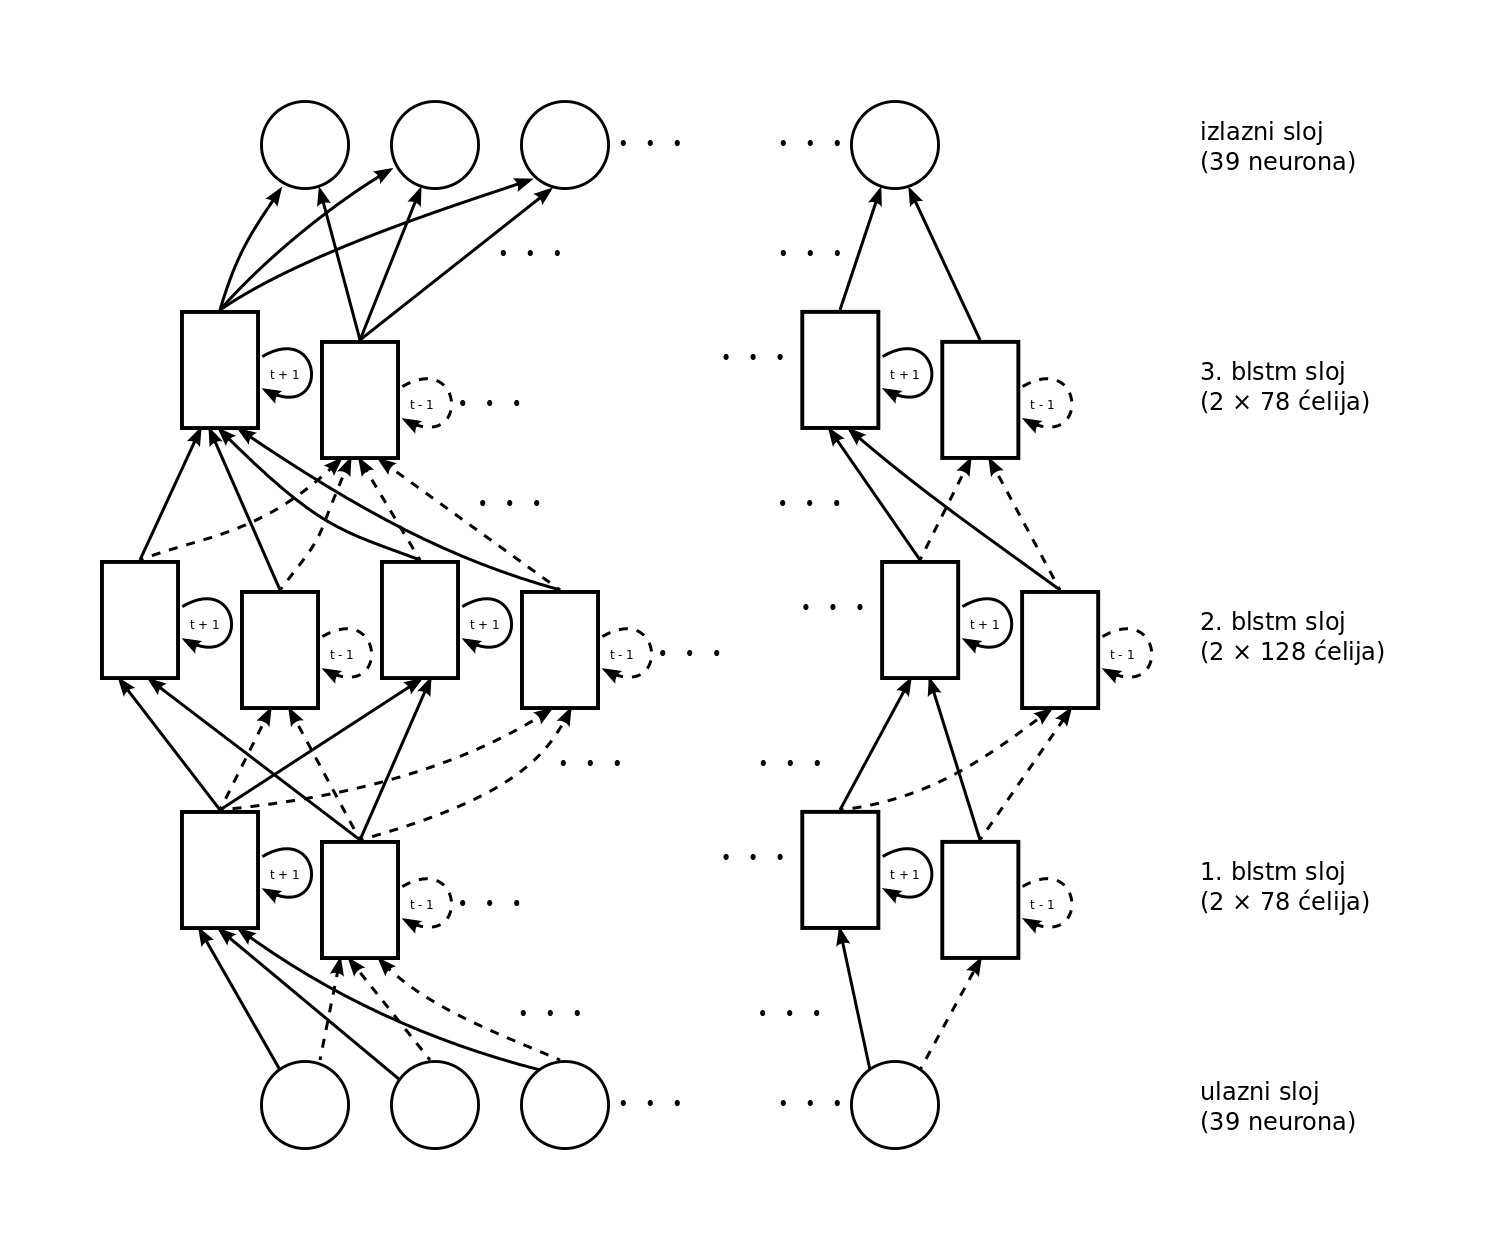 izlazni sloj
(39 neurona)
t + 1
t - 1
t + 1
t - 1
3. blstm sloj
(2 × 78 ćelija)
t + 1
t - 1
t + 1
t - 1
t + 1
t - 1
2. blstm sloj
(2 × 128 ćelija)
t + 1
t - 1
t + 1
t - 1
1. blstm sloj
(2 × 78 ćelija)
ulazni sloj
(39 neurona)